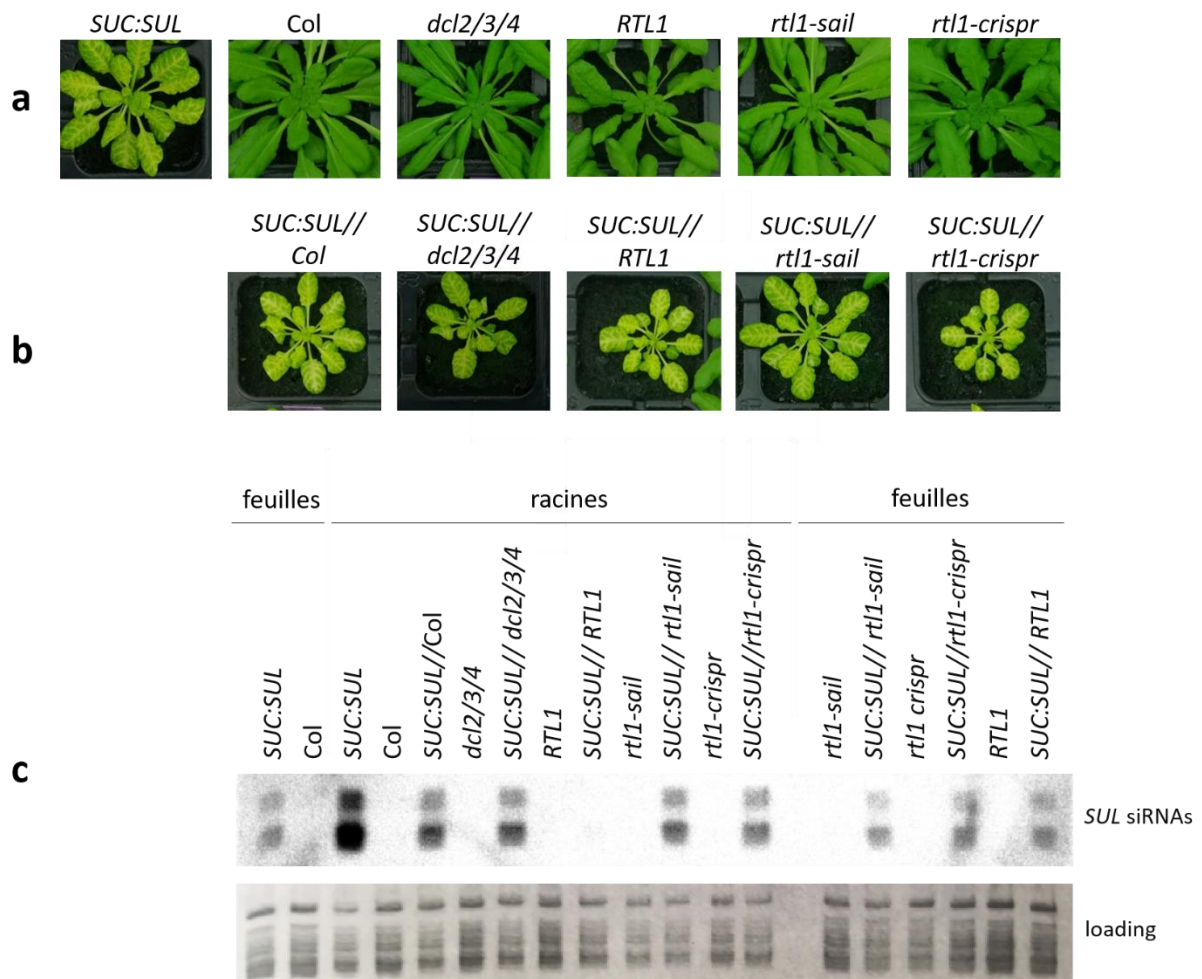 SUC:SUL Col dcl2/3/4 RTL1 rtl1-sail rtl1-crispr
a
SUC:SUL// SUC:SUL// SUC:SUL// SUC:SUL// SUC:SUL//
Col dcl2/3/4 RTL1 rtl1-sail rtl1-crispr
b
feuilles racines feuilles
SUC:SUL
Col
SUC:SUL
Col
SUC:SUL//Col
dcl2/3/4
SUC:SUL// dcl2/3/4
RTL1
SUC:SUL// RTL1
rtl1-sail
SUC:SUL// rtl1-sail
rtl1-crispr
SUC:SUL//rtl1-crispr
rtl1-sail
SUC:SUL// rtl1-sail
rtl1 crispr
SUC:SUL//rtl1-crispr
RTL1
SUC:SUL// RTL1
c
SUL siRNAs
loading